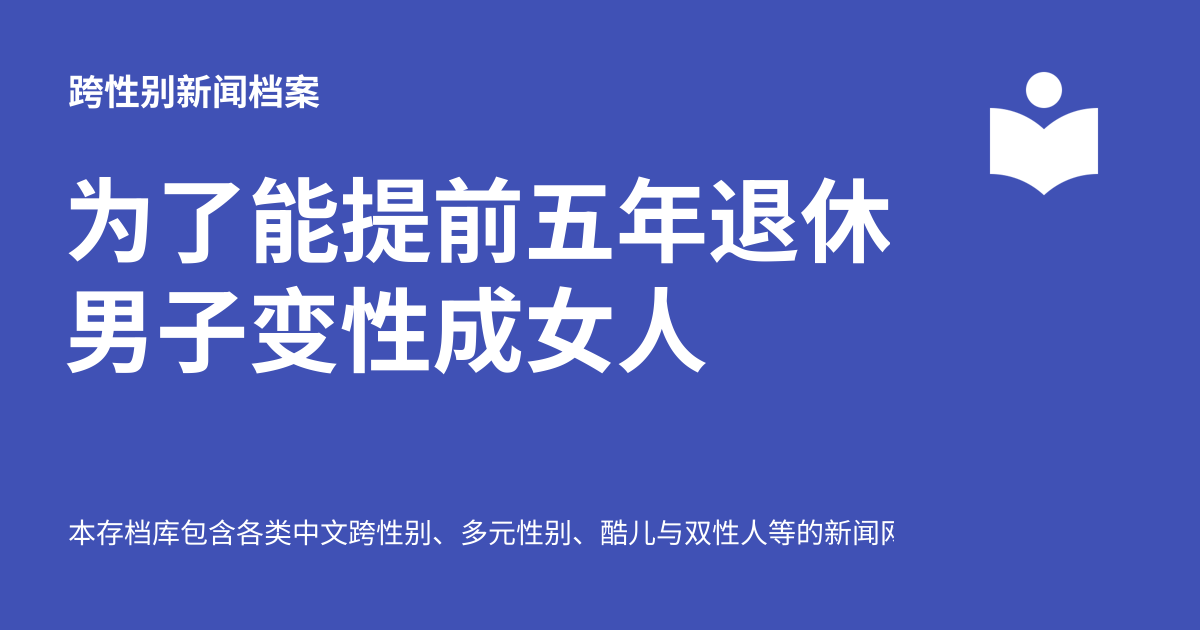 跨性别新闻档案
为了能提前五年退休
男子变性成女人
本存档库包含各类中文跨性别、多元性别、酷儿与双性人等的新闻